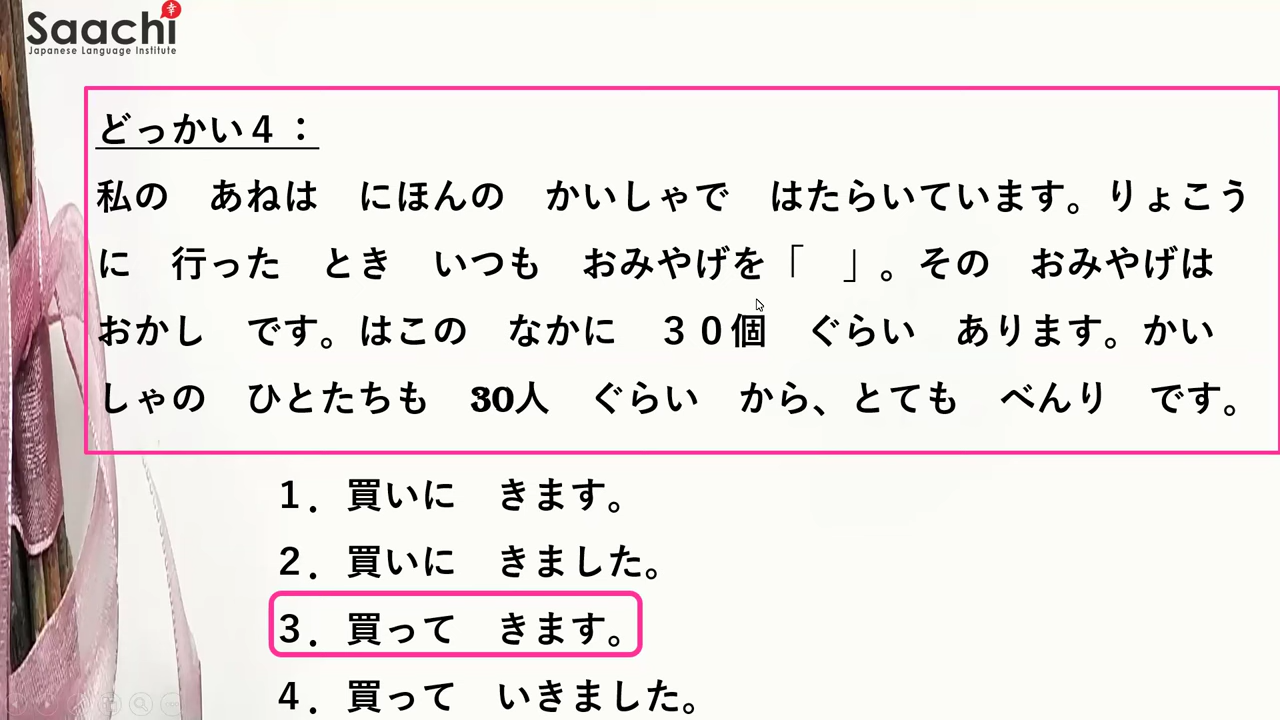 Saachi
幸
Japanese Language Institute
どっかい４：
私の　あねは　にほんの　かいしゃで　はたらいています。りょこう
に　行った　とき　いつも　おみやげを「　」。その　おみやげは
おかし　です。はこの　なかに　３０個　ぐらい　あります。かい
しゃの　ひとたちも　30人　ぐらい　から、とても　べんり　です。
１．買いに　きます。
２．買いに　きました。
３．買って　きます。
４．買って　いきました。